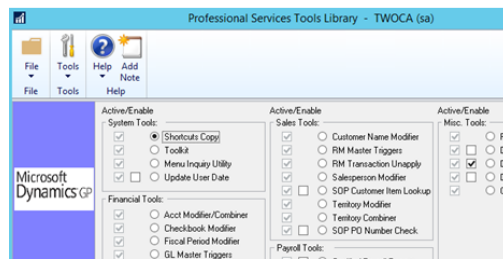 Professional Services Tools Library - TWOCA (sa)
File
Tools
Help
Add Note
File
Tools
Help
Active/Enable
System Tools:
Shortcuts Copy
Toolkit
Menu Inquiry Utility
Update User Date
Financial Tools:
Acct Modifier/Combiner
Checkbook Modifier
Fiscal Period Modifier
GL Master Triggers
Active/Enable
Sales Tools:
Customer Name Modifier
RM Master Triggers
RM Transaction Unapply
Salesperson Modifier
SOP Customer Item Lookup
Territory Modifier
Territory Combiner
SOP PO Number Check
Payroll Tools:
Active/Enable
Misc. Tools:
Microsoft
Dynamics GP